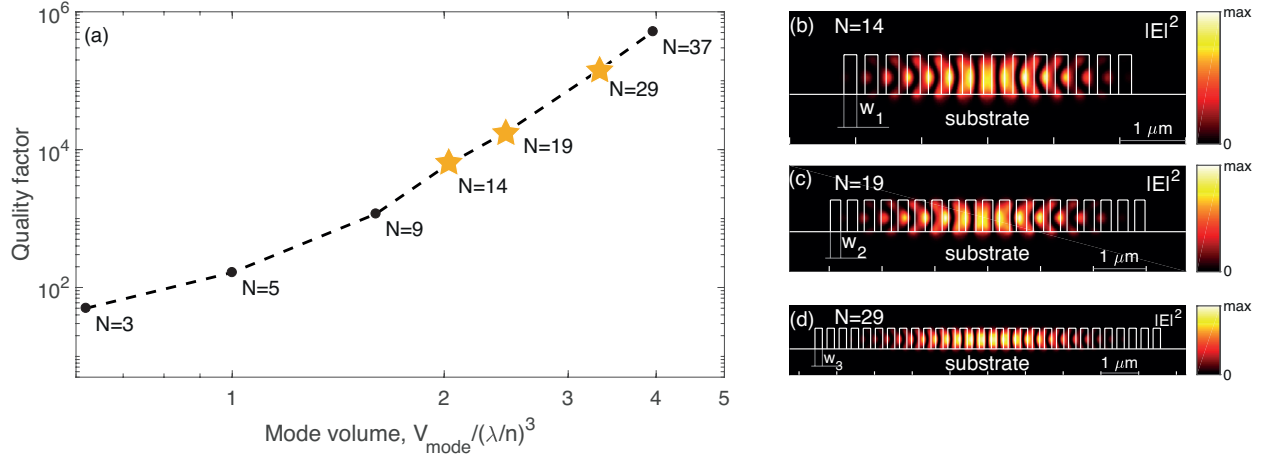 (a)
Quality factor
10^6
10^4
10^2
N=3
N=5
N=9
N=14
N=19
N=29
N=37
1
2
3
4
5
Mode volume, V_mode/(λ/n)^3
(b)
N=14
|E|^2
w_1
substrate
1 μm
max
0
(c)
N=19
|E|^2
w_2
substrate
1 μm
max
0
(d)
N=29
|E|^2
w_3
substrate
1 μm
max
0